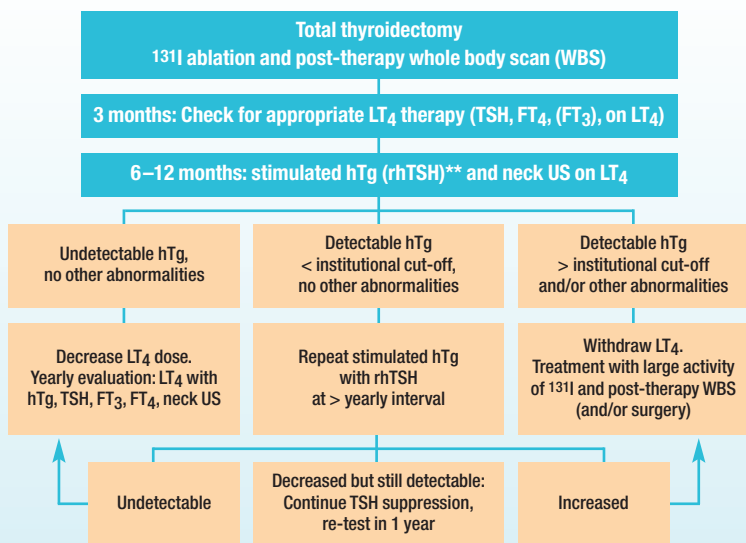 Total thyroidectomy
¹³¹I ablation and post-therapy whole body scan (WBS)
3 months: Check for appropriate LT₄ therapy (TSH, FT₄, (FT₃), on LT₄)
6–12 months: stimulated hTg (rhTSH)** and neck US on LT₄
Undetectable hTg,
no other abnormalities
Detectable hTg
< institutional cut-off,
no other abnormalities
Detectable hTg
> institutional cut-off
and/or other abnormalities
Decrease LT₄ dose.
Yearly evaluation: LT₄ with
hTg, TSH, FT₃, FT₄, neck US
Repeat stimulated hTg
with rhTSH
at > yearly interval
Withdraw LT₄.
Treatment with large activity
of ¹³¹I and post-therapy WBS
(and/or surgery)
Undetectable
Decreased but still detectable:
Continue TSH suppression,
re-test in 1 year
Increased